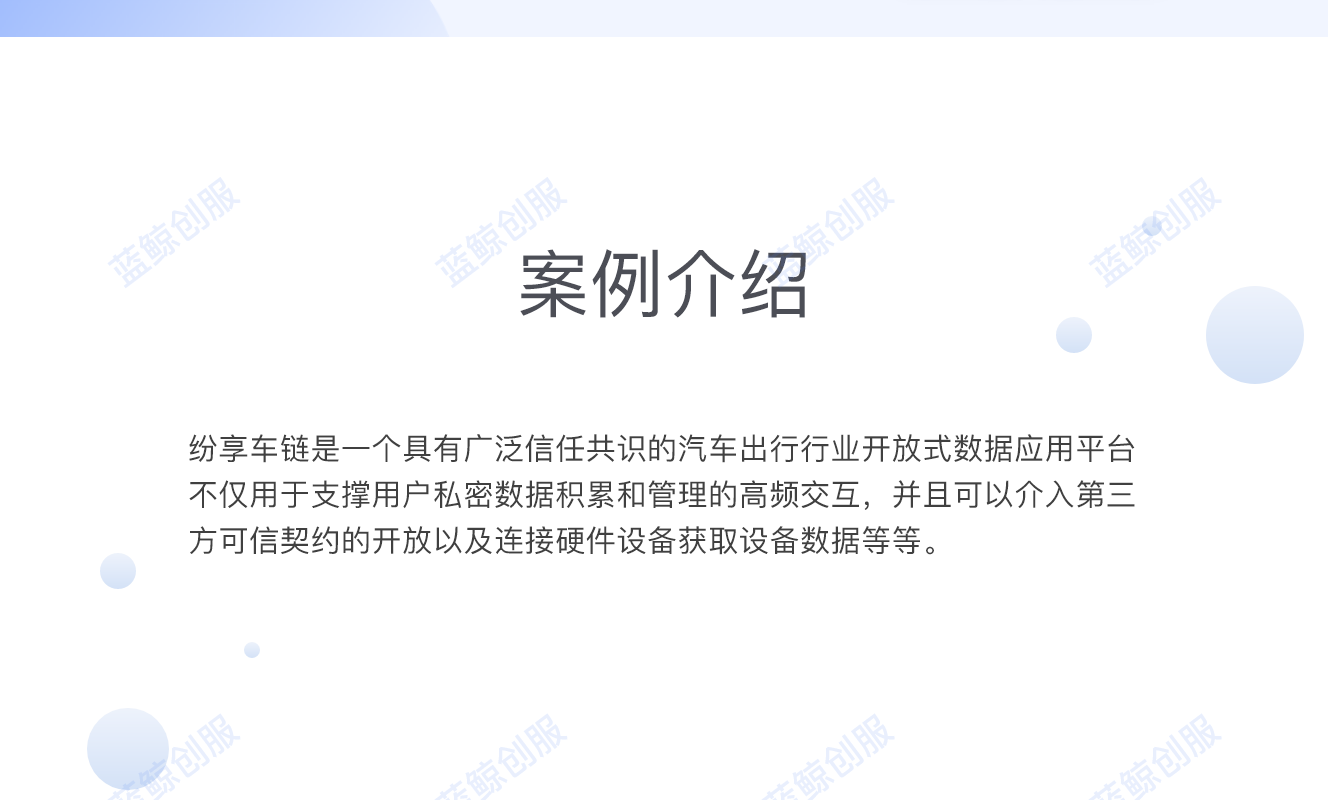 蓝鲸创服 蓝鲸创服 蓝鲸创服 蓝鲸创服
案例介绍
纷享车链是一个具有广泛信任共识的汽车出行行业开放式数据应用平台
不仅用于支撑用户私密数据积累和管理的高频交互，并且可以介入第三
方可信契约的开放以及连接硬件设备获取设备数据等等。
蓝鲸创服 蓝鲸创服 蓝鲸创服 蓝鲸创服